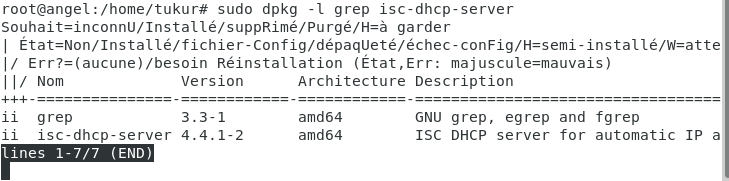 root@angel:/home/tukur# sudo dpkg -l grep isc-dhcp-server
Souhait=inconnU/Installé/suppRimé/Purgé/H=à garder
| État=Non/Installé/fichier-Config/dépaqUeté/échec-conFig/H=semi-installé/W=atte
|/ Err?=(aucune)/besoin Réinstallation (État,Err: majuscule=mauvais)
||/ Nom             Version      Architecture Description
+++-===============-============-============-==================================
ii  grep            3.3-1        amd64        GNU grep, egrep and fgrep
ii  isc-dhcp-server 4.4.1-2      amd64        ISC DHCP server for automatic IP a
lines 1-7/7 (END)